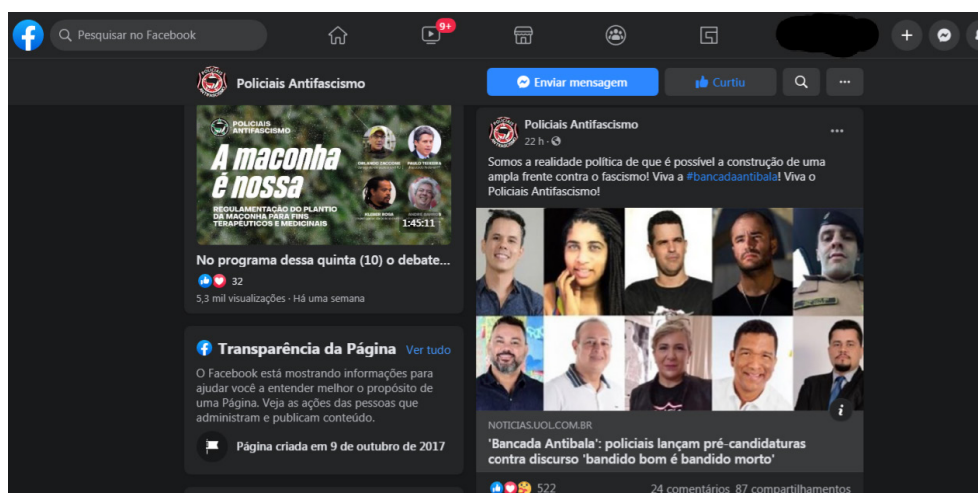 Pesquisar no Facebook
9+
Policiais Antifascismo
Enviar mensagem
Curtiu
POLICIAIS
ANTIFASCISMO
A maconha
é nossa
REGULAMENTAÇÃO DO PLANTIO
DA MACONHA PARA FINS
TERAPÊUTICOS E MEDICINAIS
ORLANDO ZACCONE
PAULO TEIXEIRA
1:45:11
No programa dessa quinta (10) o debate...
32
5,3 mil visualizações · Há uma semana
Transparência da Página Ver tudo
O Facebook está mostrando informações para
ajudar você a entender melhor o propósito de
uma Página. Veja as ações das pessoas que
administram e publicam conteúdo.
Página criada em 9 de outubro de 2017
Policiais Antifascismo
22 h ·
Somos a realidade política de que é possível a construção de uma
ampla frente contra o fascismo! Viva a #bancadaantibala! Viva o
Policiais Antifascismo!
NOTICIAS.UOL.COM.BR
'Bancada Antibala': policiais lançam pré-candidaturas
contra discurso 'bandido bom é bandido morto'
522
24 comentários 87 compartilhamentos